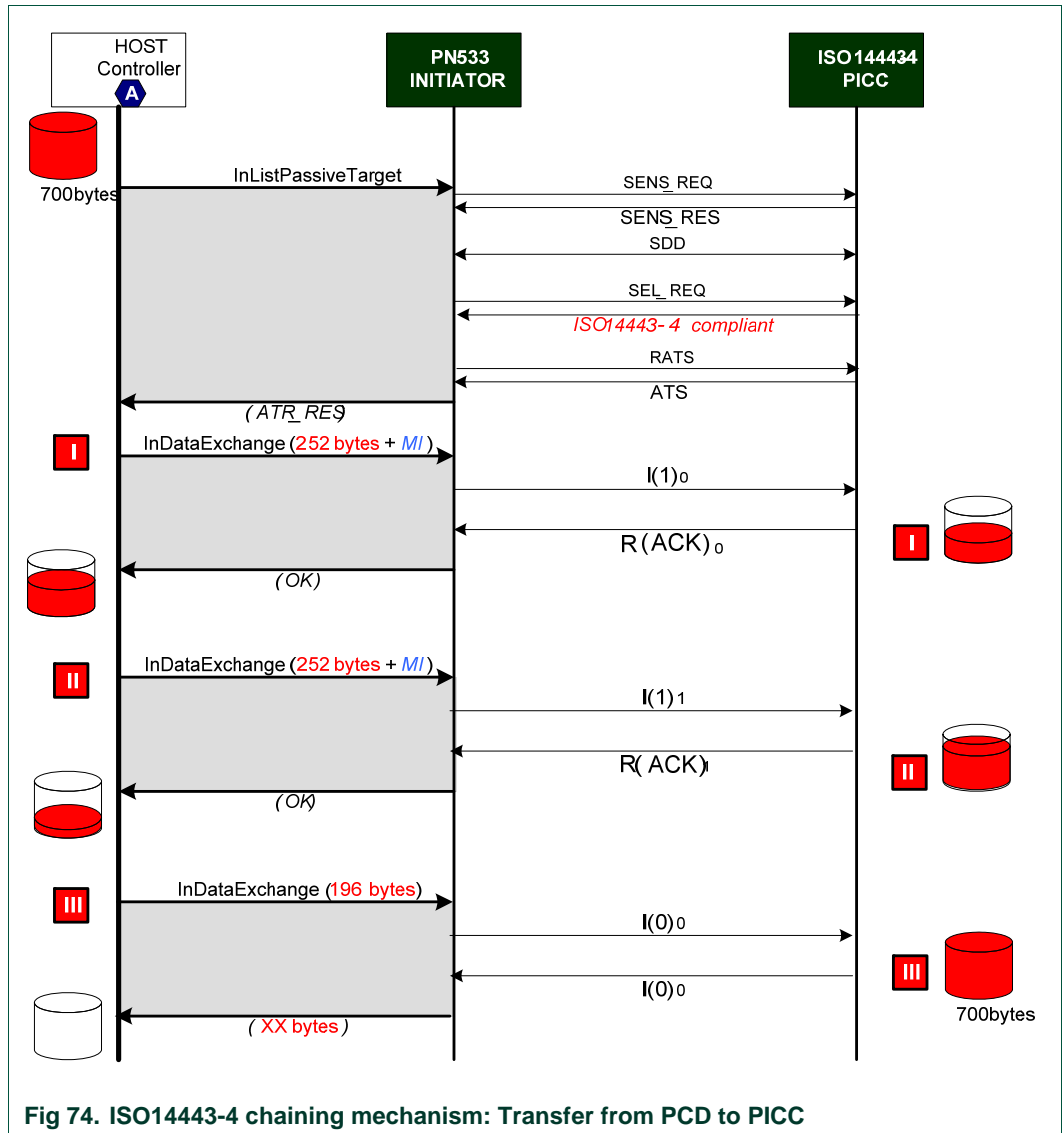 HOST
Controller
A
PN533
INITIATOR
ISO144434
PICC
700bytes
InListPassiveTarget
SENS_REQ
SENS_RES
SDD
SEL_REQ
ISO14443-4 compliant
RATS
ATS
(ATR_RES)
I
InDataExchange (252 bytes + MI)
I(1)0
R(ACK)0
I
(OK)
II
InDataExchange (252 bytes + MI)
I(1)1
R(ACK)1
II
(OK)
III
InDataExchange (196 bytes)
I(0)0
I(0)0
III
700bytes
(XX bytes)
Fig 74. ISO14443-4 chaining mechanism: Transfer from PCD to PICC